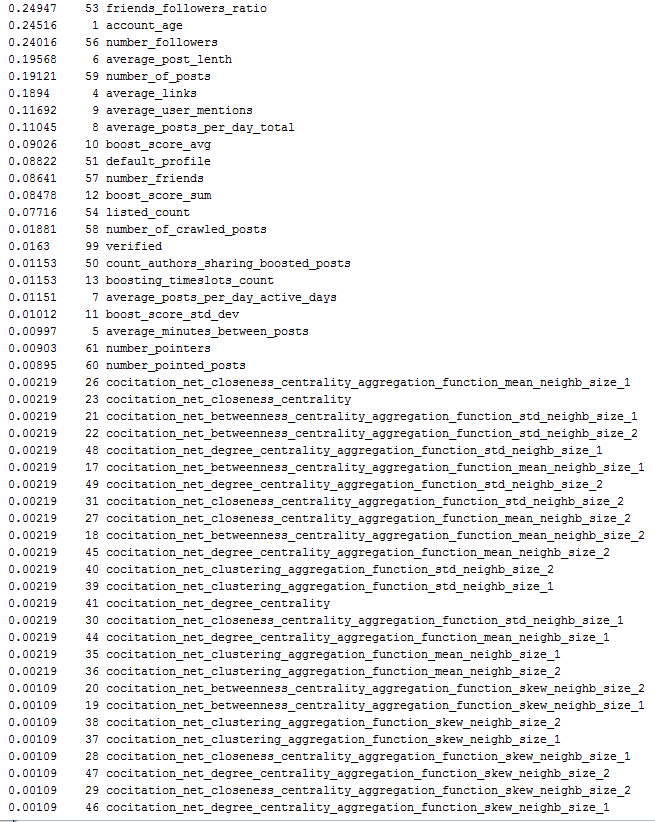 0.24947 53 friends_followers_ratio
0.24516 1 account_age
0.24016 56 number_followers
0.19568 6 average_post_lenth
0.19121 59 number_of_posts
0.1894 4 average_links
0.11692 9 average_user_mentions
0.11045 8 average_posts_per_day_total
0.09026 10 boost_score_avg
0.08822 51 default_profile
0.08641 57 number_friends
0.08478 12 boost_score_sum
0.07716 54 listed_count
0.01881 58 number_of_crawled_posts
0.0163 99 verified
0.01153 50 count_authors_sharing_boosted_posts
0.01153 13 boosting_timeslots_count
0.01151 7 average_posts_per_day_active_days
0.01012 11 boost_score_std_dev
0.00997 5 average_minutes_between_posts
0.00903 61 number_pointers
0.00895 60 number_pointed_posts
0.00219 26 cocitation_net_closeness_centrality_aggregation_function_mean_neighb_size_1
0.00219 23 cocitation_net_closeness_centrality
0.00219 21 cocitation_net_betweenness_centrality_aggregation_function_std_neighb_size_1
0.00219 22 cocitation_net_betweenness_centrality_aggregation_function_std_neighb_size_2
0.00219 48 cocitation_net_degree_centrality_aggregation_function_std_neighb_size_1
0.00219 17 cocitation_net_betweenness_centrality_aggregation_function_mean_neighb_size_1
0.00219 49 cocitation_net_degree_centrality_aggregation_function_std_neighb_size_2
0.00219 31 cocitation_net_closeness_centrality_aggregation_function_std_neighb_size_2
0.00219 27 cocitation_net_closeness_centrality_aggregation_function_mean_neighb_size_2
0.00219 18 cocitation_net_betweenness_centrality_aggregation_function_mean_neighb_size_2
0.00219 45 cocitation_net_degree_centrality_aggregation_function_mean_neighb_size_2
0.00219 40 cocitation_net_clustering_aggregation_function_std_neighb_size_2
0.00219 39 cocitation_net_clustering_aggregation_function_std_neighb_size_1
0.00219 41 cocitation_net_degree_centrality
0.00219 30 cocitation_net_closeness_centrality_aggregation_function_std_neighb_size_1
0.00219 44 cocitation_net_degree_centrality_aggregation_function_mean_neighb_size_1
0.00219 35 cocitation_net_clustering_aggregation_function_mean_neighb_size_1
0.00219 36 cocitation_net_clustering_aggregation_function_mean_neighb_size_2
0.00109 20 cocitation_net_betweenness_centrality_aggregation_function_skew_neighb_size_2
0.00109 19 cocitation_net_betweenness_centrality_aggregation_function_skew_neighb_size_1
0.00109 38 cocitation_net_clustering_aggregation_function_skew_neighb_size_2
0.00109 37 cocitation_net_clustering_aggregation_function_skew_neighb_size_1
0.00109 28 cocitation_net_closeness_centrality_aggregation_function_skew_neighb_size_1
0.00109 47 cocitation_net_degree_centrality_aggregation_function_skew_neighb_size_2
0.00109 29 cocitation_net_closeness_centrality_aggregation_function_skew_neighb_size_2
0.00109 46 cocitation_net_degree_centrality_aggregation_function_skew_neighb_size_1